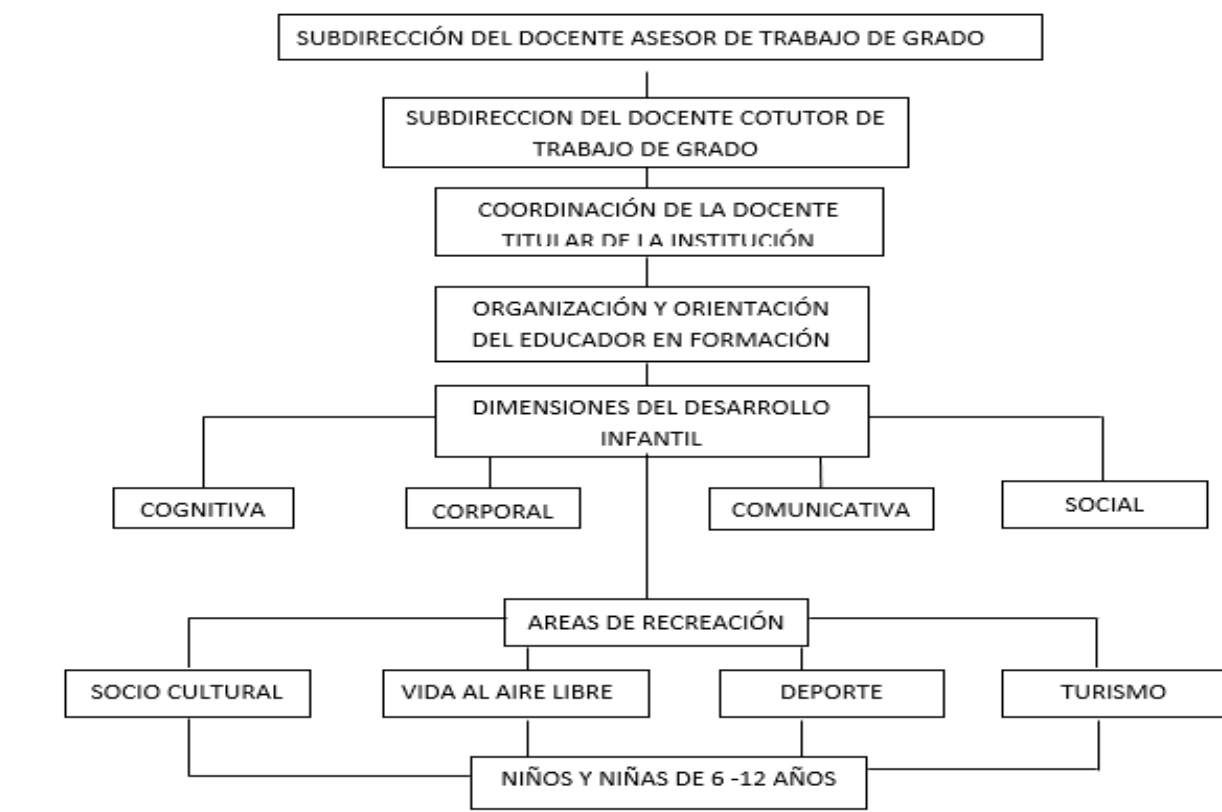 SUBDIRECCIÓN DEL DOCENTE ASESOR DE TRABAJO DE GRADO
SUBDIRECCION DEL DOCENTE COTUTOR DE
TRABAJO DE GRADO
COORDINACIÓN DE LA DOCENTE
TITULAR DE LA INSTITUCIÓN
ORGANIZACIÓN Y ORIENTACIÓN
DEL EDUCADOR EN FORMACIÓN
DIMENSIONES DEL DESARROLLO
INFANTIL
COGNITIVA
CORPORAL
COMUNICATIVA
SOCIAL
AREAS DE RECREACIÓN
SOCIO CULTURAL
VIDA AL AIRE LIBRE
DEPORTE
TURISMO
NIÑOS Y NIÑAS DE 6 -12 AÑOS